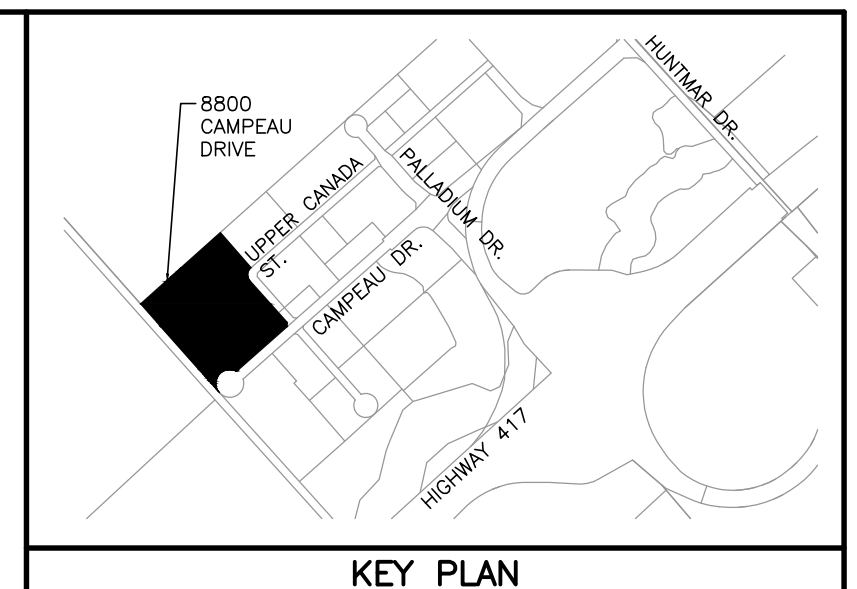 8800
CAMPEAU
DRIVE
HUNTMAR DR.
UPPER CANADA
ST.
PALLADIUM DR.
CAMPEAU DR.
HIGHWAY 417
KEY PLAN